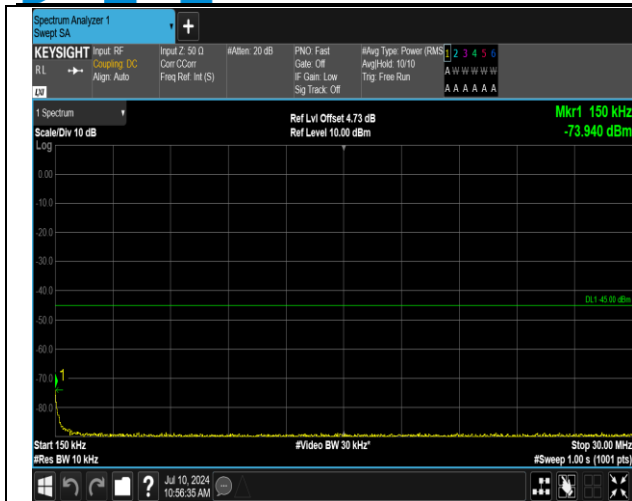 Spectrum Analyzer 1
Swept SA
+
KEYSIGHT
RL
LXI
Input: RF
Coupling: DC
Align: Auto
Input Z: 50 Ω
Corr CCorr
Freq Ref: Int (S)
#Atten: 20 dB
PNO: Fast
Gate: Off
IF Gain: Low
Sig Track: Off
#Avg Type: Power (RMS
Avg|Hold: 10/10
Trig: Free Run
1 2 3 4 5 6
A W W W W W
A A A A A A
1 Spectrum
Scale/Div 10 dB
Log
Ref Lvl Offset 4.73 dB
Ref Level 10.00 dBm
Mkr1 150 kHz
-73.940 dBm
0.00
-10.0
-20.0
-30.0
-40.0
DL1 -45.00 dBm
-50.0
-60.0
-70.0
1
-80.0
Start 150 kHz
#Res BW 10 kHz
#Video BW 30 kHz*
Stop 30.00 MHz
#Sweep 1.00 s (1001 pts)
?
Jul 10, 2024
10:56:35 AM